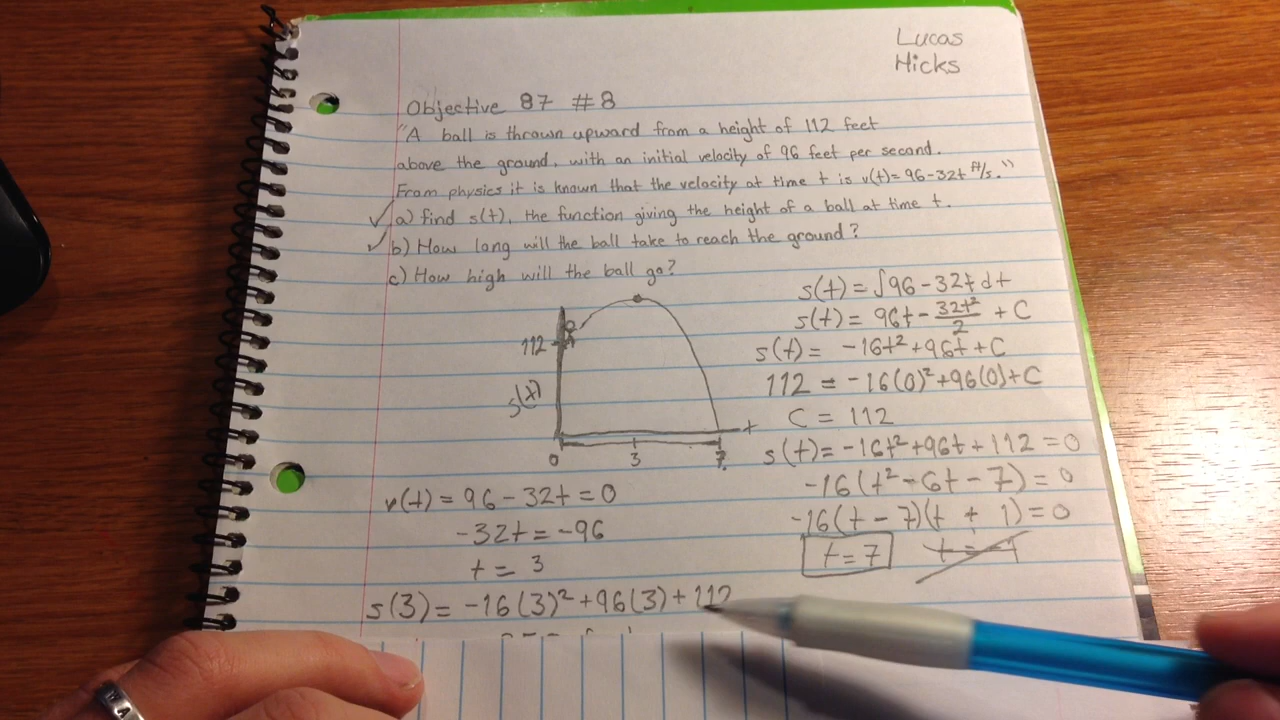 Lucas
Hicks
Objective 87 #8
"A ball is thrown upward from a height of 112 feet
above the ground, with an initial velocity of 96 feet per second.
From physics it is known that the velocity at time t is v(t)=96-32t ft/s."
✓ a) find s(t), the function giving the height of a ball at time t.
✓ b) How long will the ball take to reach the ground?
c) How high will the ball go?
112
s(t)
0 3 7
t
v(t) = 96-32t = 0
-32t = -96
t = 3
s(3) = -16(3)² + 96(3) + 112
s(t) = ∫96-32t dt
s(t) = 96t - 32t²/2 + C
s(t) = -16t² + 96t + C
112 = -16(0)² + 96(0) + C
C = 112
s(t) = -16t² + 96t + 112 = 0
-16(t² - 6t - 7) = 0
-16(t - 7)(t + 1) = 0
t = 7 t = -1